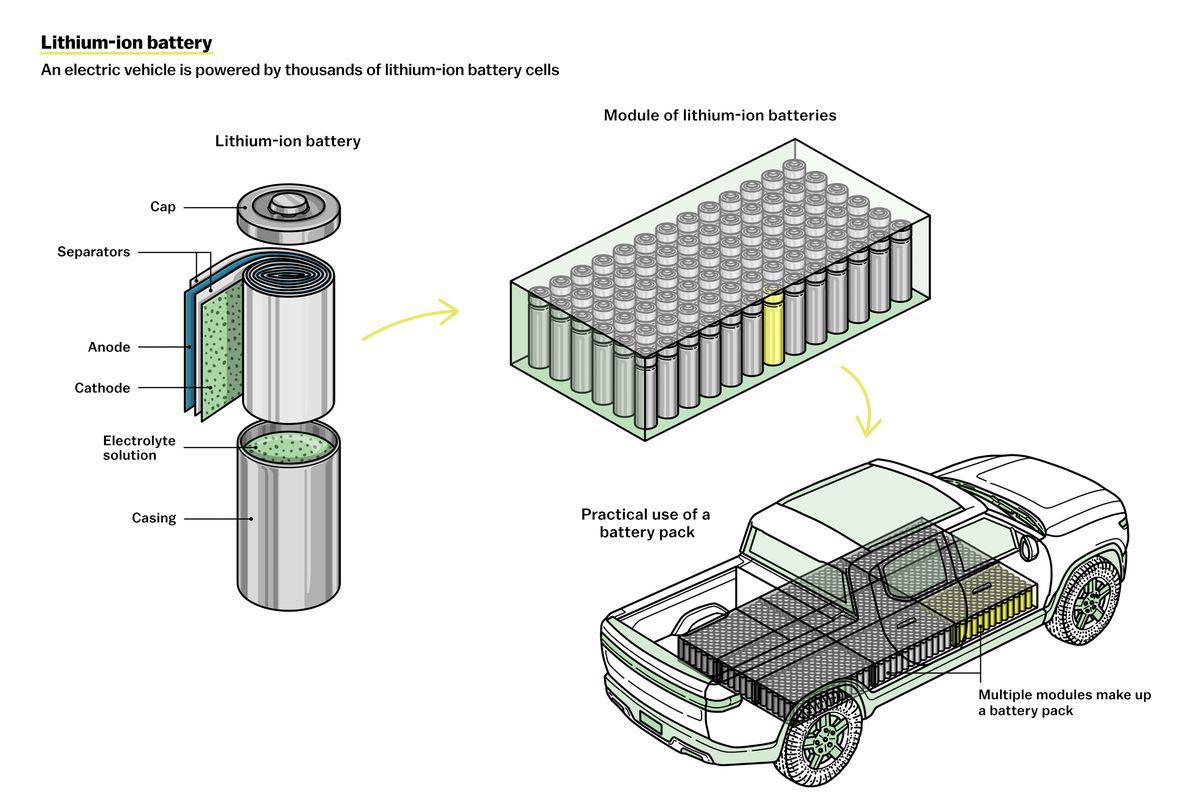 Lithium-ion battery
An electric vehicle is powered by thousands of lithium-ion battery cells
Lithium-ion battery
Cap
Separators
Anode
Cathode
Electrolyte
solution
Casing
Module of lithium-ion batteries
Practical use of a
battery pack
Multiple modules make up
a battery pack